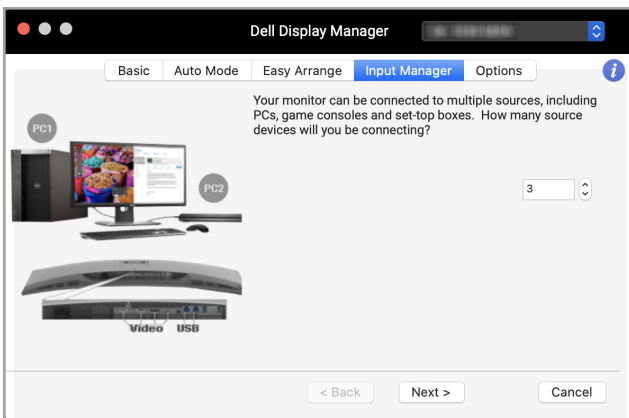 Dell Display Manager
Basic Auto Mode Easy Arrange Input Manager Options i
Your monitor can be connected to multiple sources, including
PCs, game consoles and set-top boxes. How many source
devices will you be connecting?
PC1
PC2
3
Video USB
< Back Next > Cancel